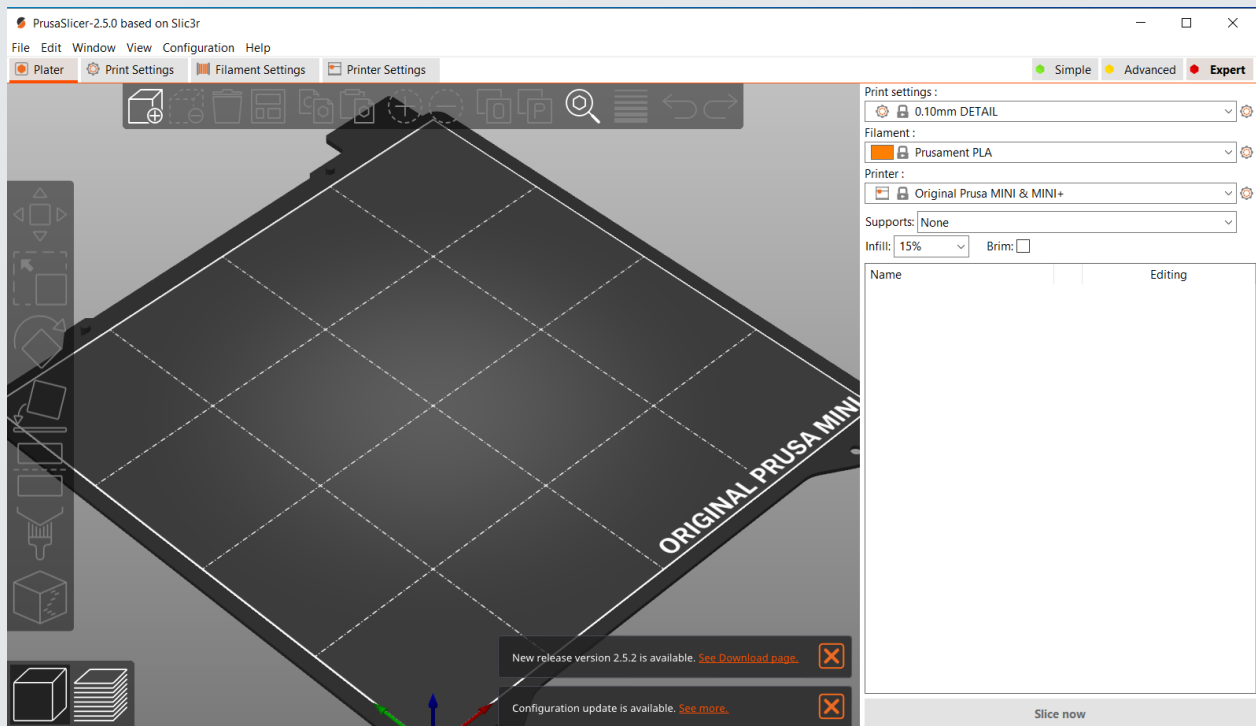 PrusaSlicer-2.5.0 based on Slic3r
File Edit Window View Configuration Help
Plater Print Settings Filament Settings Printer Settings Simple Advanced Expert
Print settings :
0.10mm DETAIL
Filament :
Prusament PLA
Printer :
Original Prusa MINI & MINI+
Supports: None
Infill: 15% Brim:
Name Editing
ORIGINAL PRUSA MINI
New release version 2.5.2 is available. See Download page.
Configuration update is available. See more.
Slice now